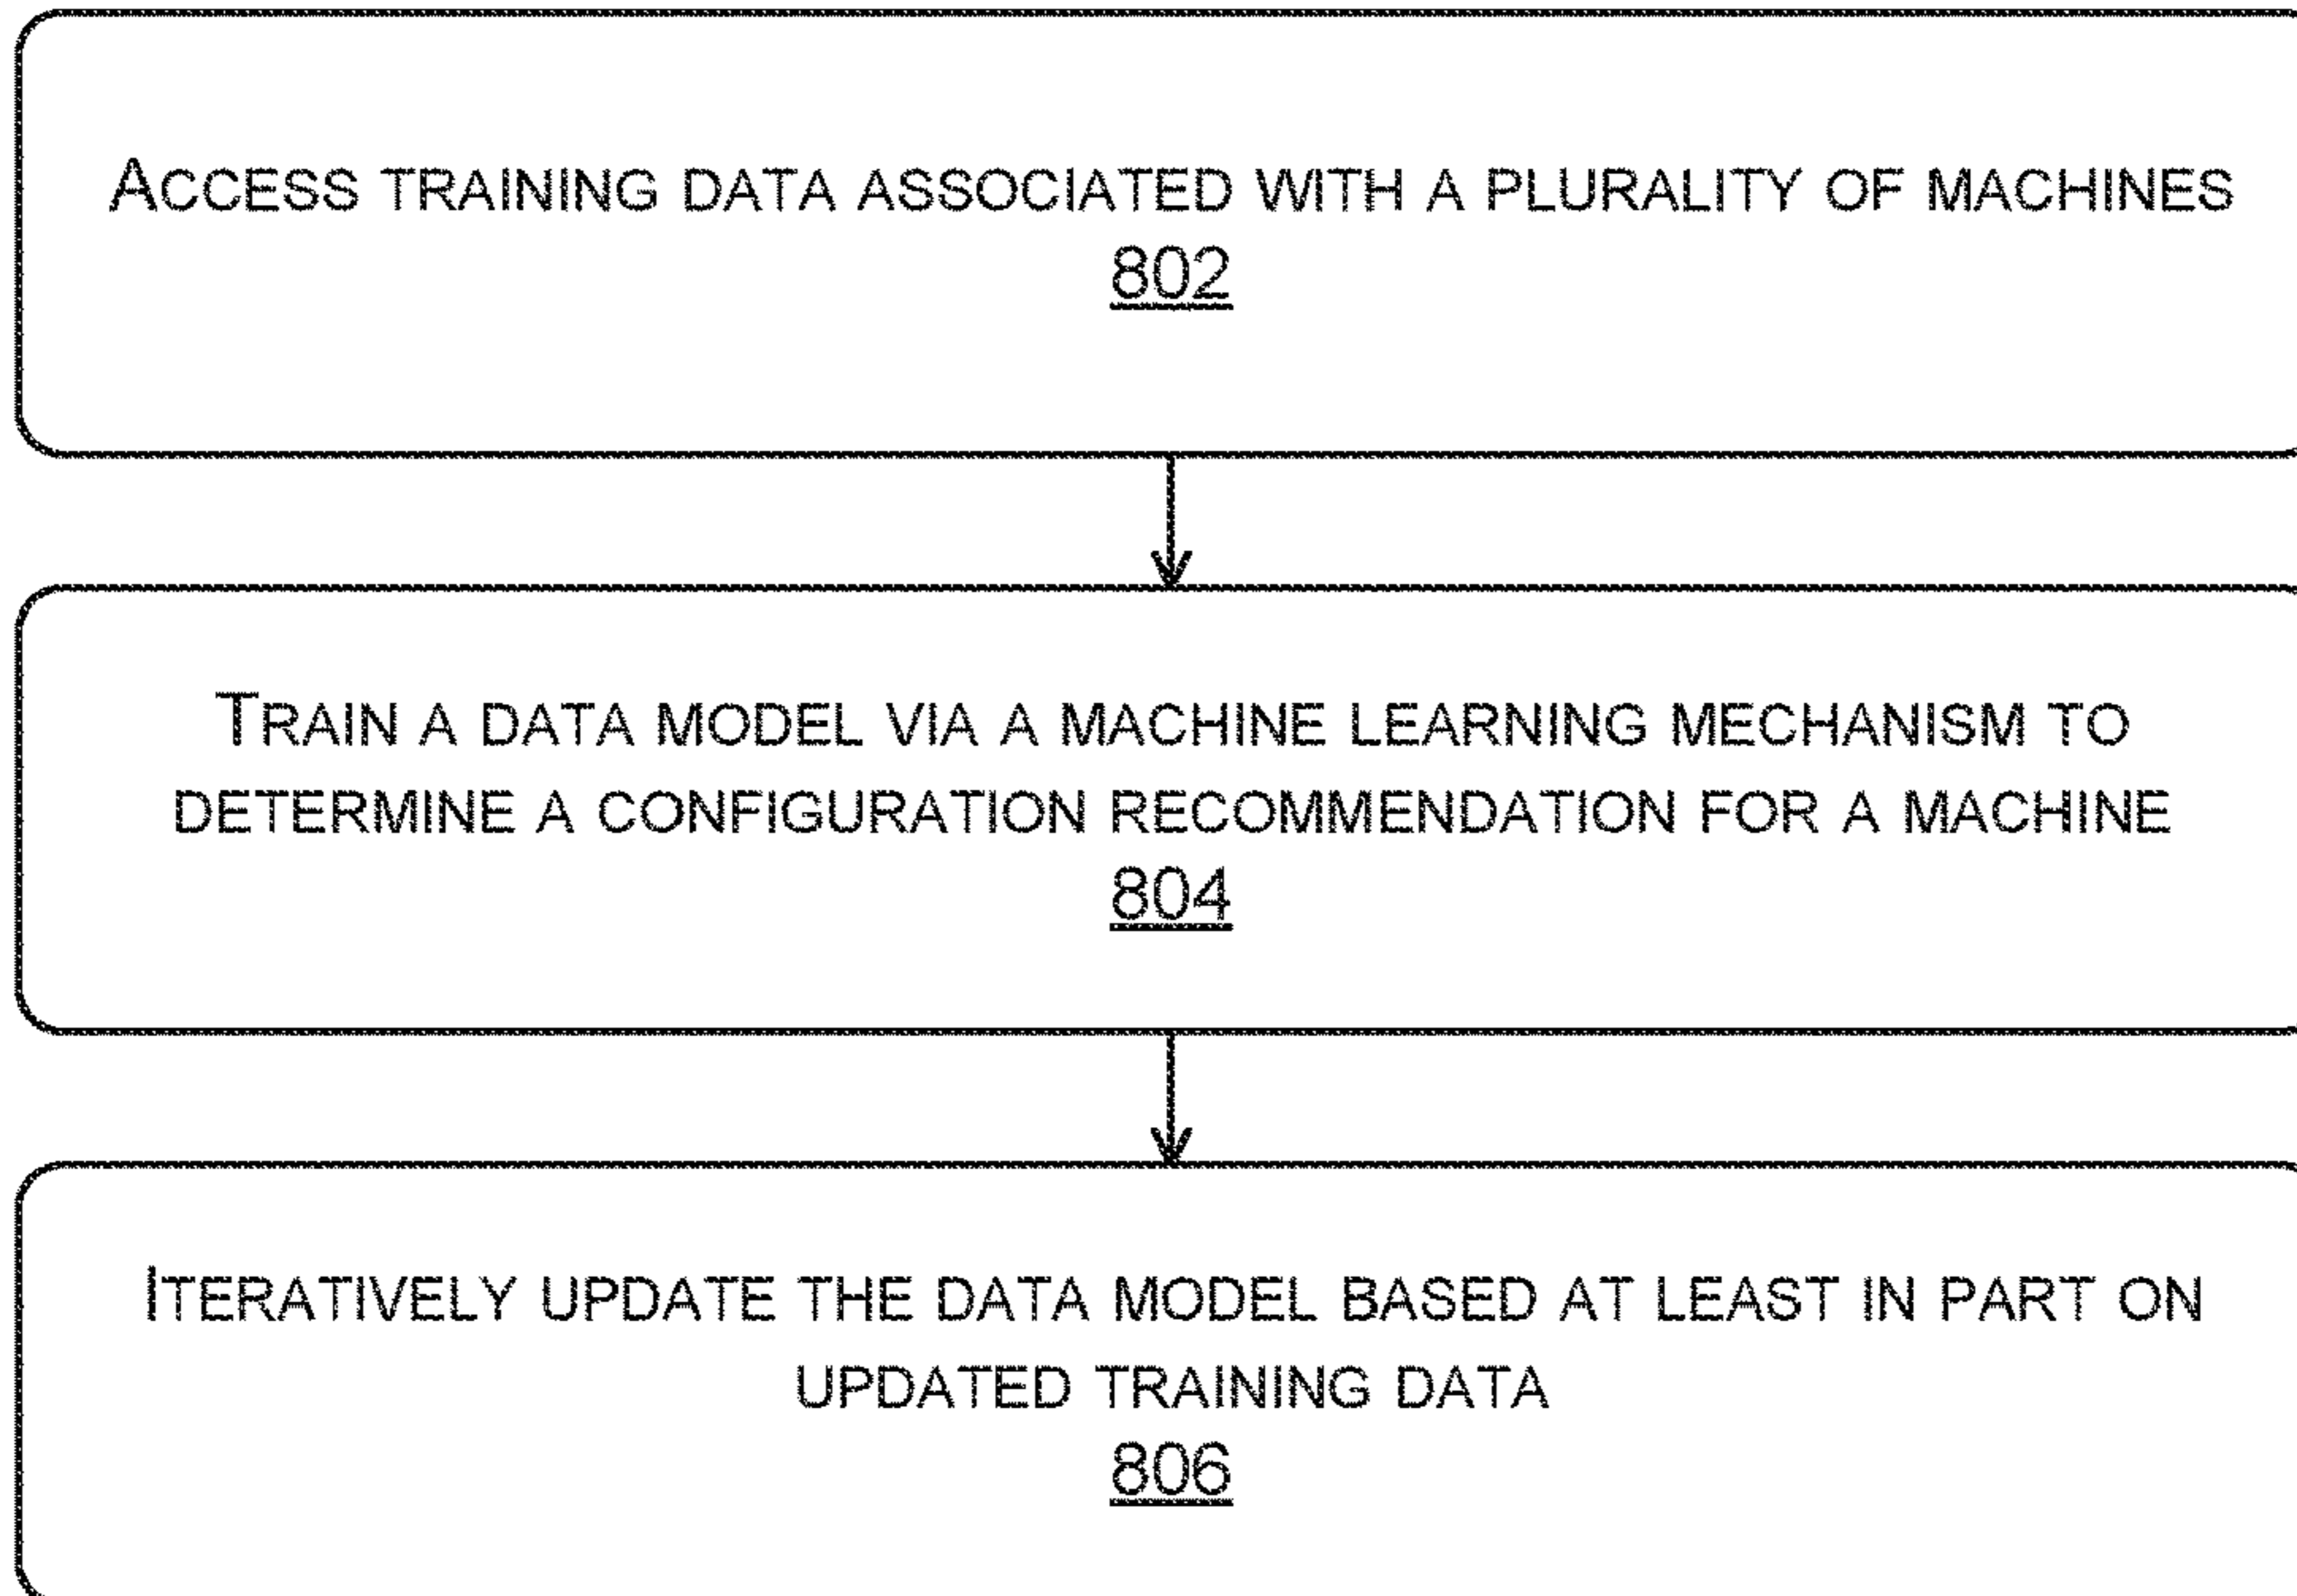 ACCESS TRAINING DATA ASSOCIATED WITH A PLURALITY OF MACHINES
802
TRAIN A DATA MODEL VIA A MACHINE LEARNING MECHANISM TO
DETERMINE A CONFIGURATION RECOMMENDATION FOR A MACHINE
804
ITERATIVELY UPDATE THE DATA MODEL BASED AT LEAST IN PART ON
UPDATED TRAINING DATA
806